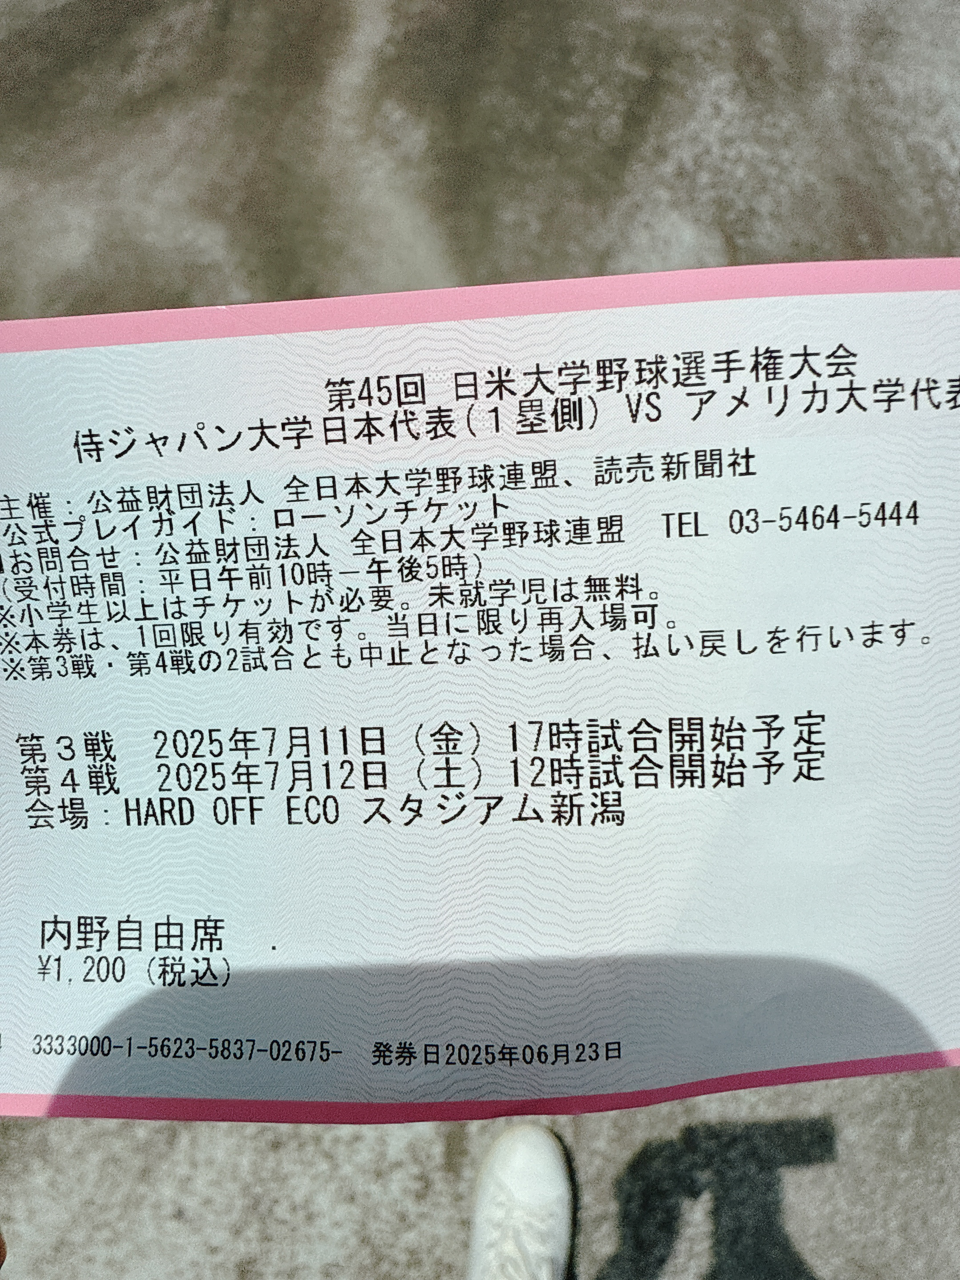 第45回 日米大学野球選手権大会
侍ジャパン大学日本代表(1塁側) VS アメリカ大学代表
主催:公益財団法人 全日本大学野球連盟、読売新聞社
公式プレイガイド:ローソンチケット
お問合せ:公益財団法人 全日本大学野球連盟 TEL 03-5464-5444
(受付時間:平日午前10時−午後5時)
※小学生以上はチケットが必要。未就学児は無料。
※本券は、1回限り有効です。当日に限り再入場可。
※第3戦・第4戦の2試合とも中止となった場合、払い戻しを行います。
第3戦 2025年7月11日(金)17時試合開始予定
第4戦 2025年7月12日(土)12時試合開始予定
会場:HARD OFF ECO スタジアム新潟
内野自由席 .
¥1,200 (税込)
3333000-1-5623-5837-02675- 発券日2025年06月23日